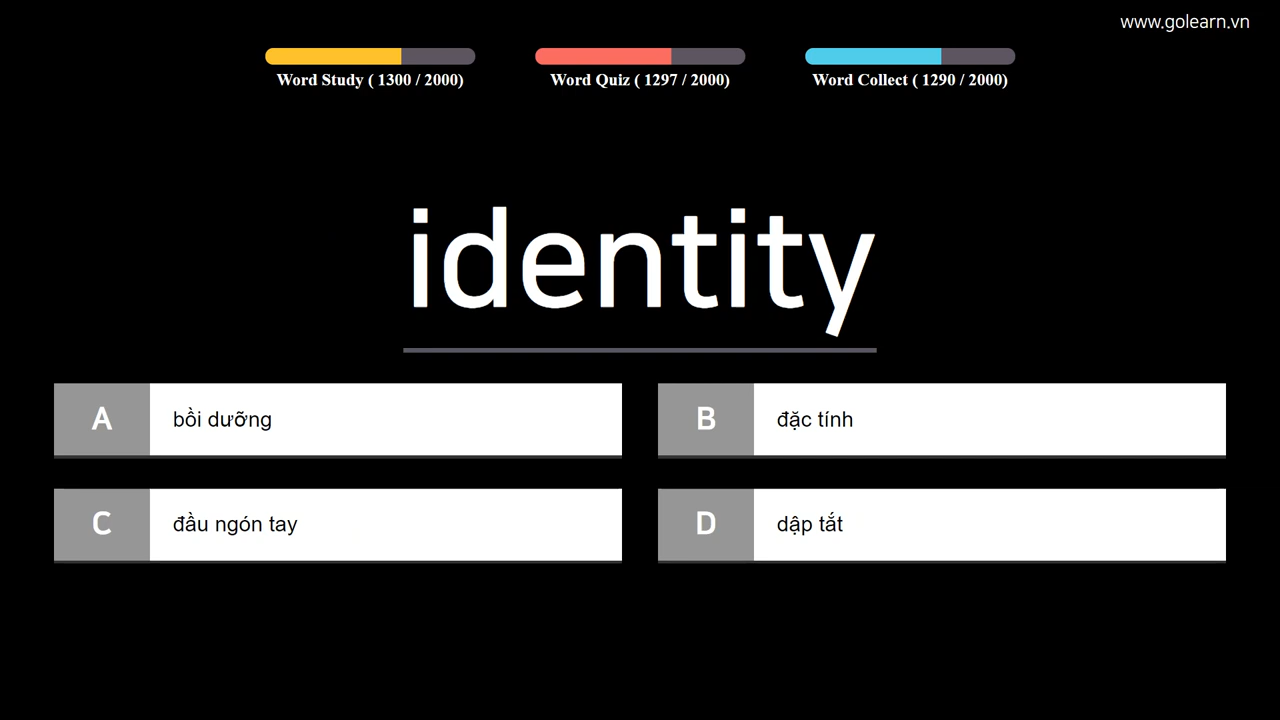 www.golearn.vn
Word Study ( 1300 / 2000)
Word Quiz ( 1297 / 2000)
Word Collect ( 1290 / 2000)
identity
A bồi dưỡng
B đặc tính
C đầu ngón tay
D dập tắt